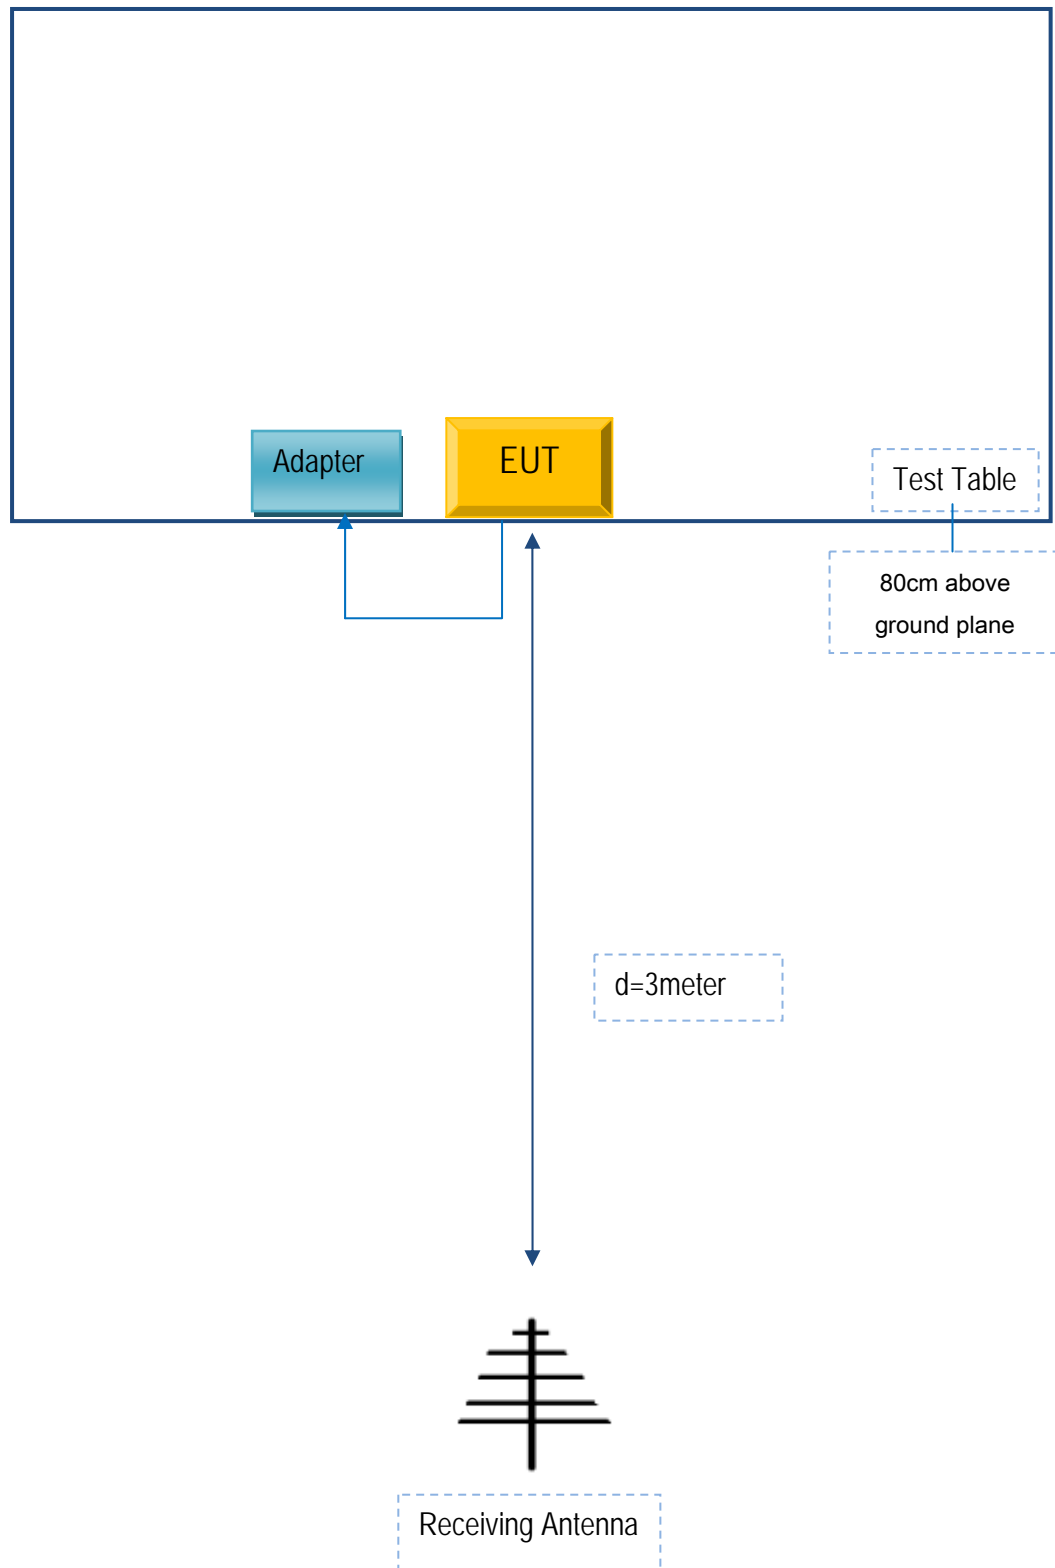 Adapter
EUT
Test Table
80cm above
ground plane
d=3meter
Receiving Antenna